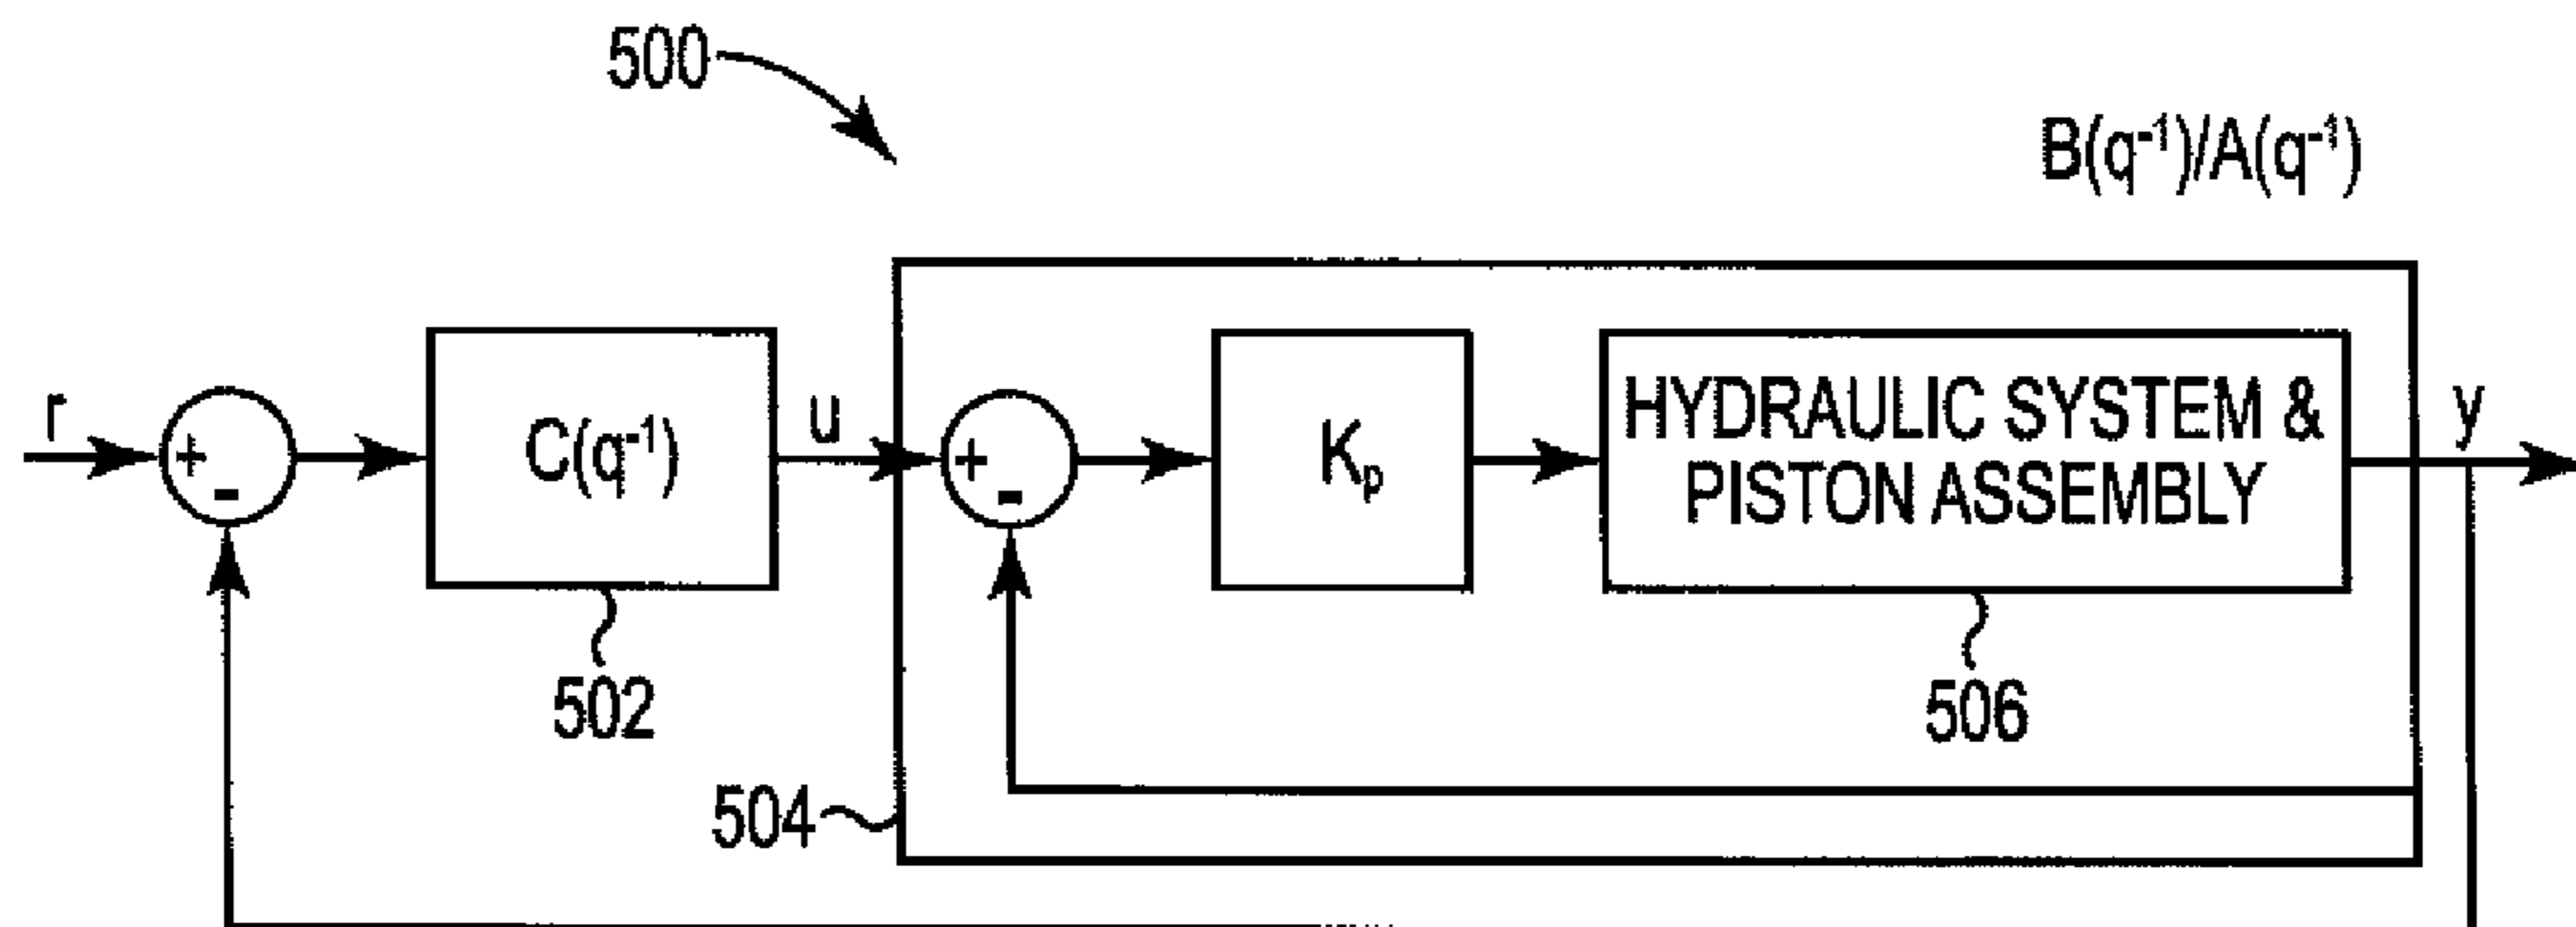 500
B(q⁻¹)/A(q⁻¹)
r
+
-
C(q⁻¹)
u
+
-
Kₚ
HYDRAULIC SYSTEM &
PISTON ASSEMBLY
y
502
506
504